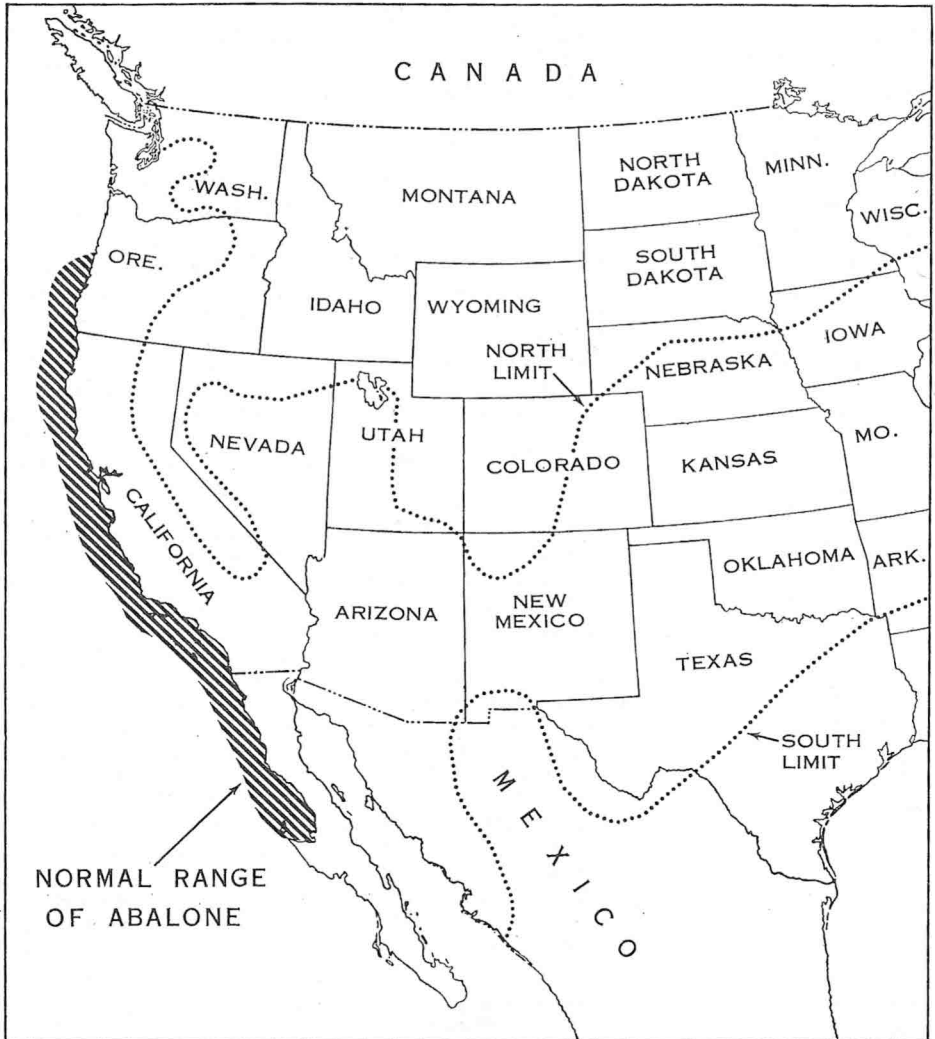 CANADA
WASH.
MONTANA
NORTH
DAKOTA
MINN.
WISC.
ORE.
IDAHO
WYOMING
SOUTH
DAKOTA
NORTH
LIMIT
NEBRASKA
IOWA
NEVADA
UTAH
COLORADO
KANSAS
MO.
CALIFORNIA
ARIZONA
NEW
MEXICO
OKLAHOMA
ARK.
TEXAS
SOUTH
LIMIT
MEXICO
NORMAL RANGE
OF ABALONE